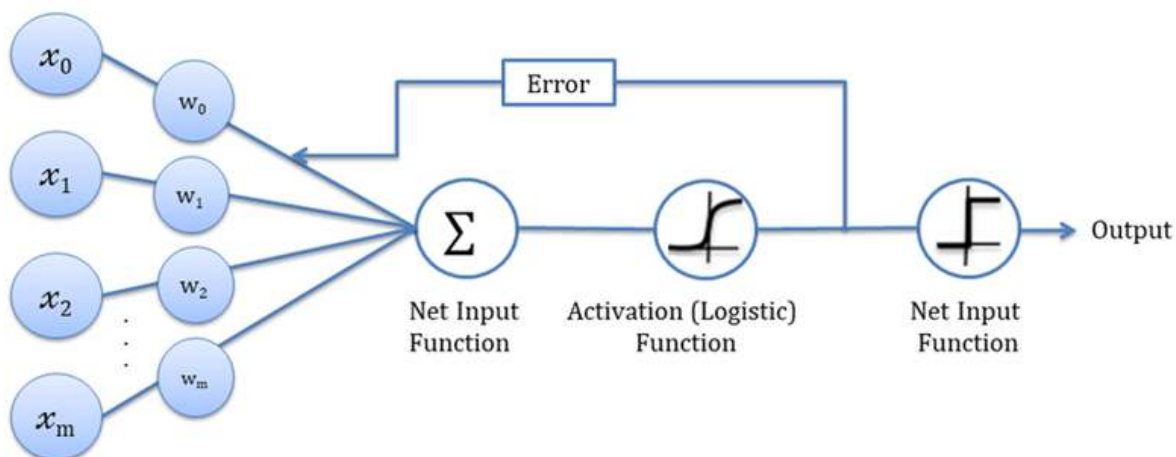 x0
w0
Error
x1
w1
Σ
Output
x2
w2
Net Input
Function
Activation (Logistic)
Function
Net Input
Function
xm
wm